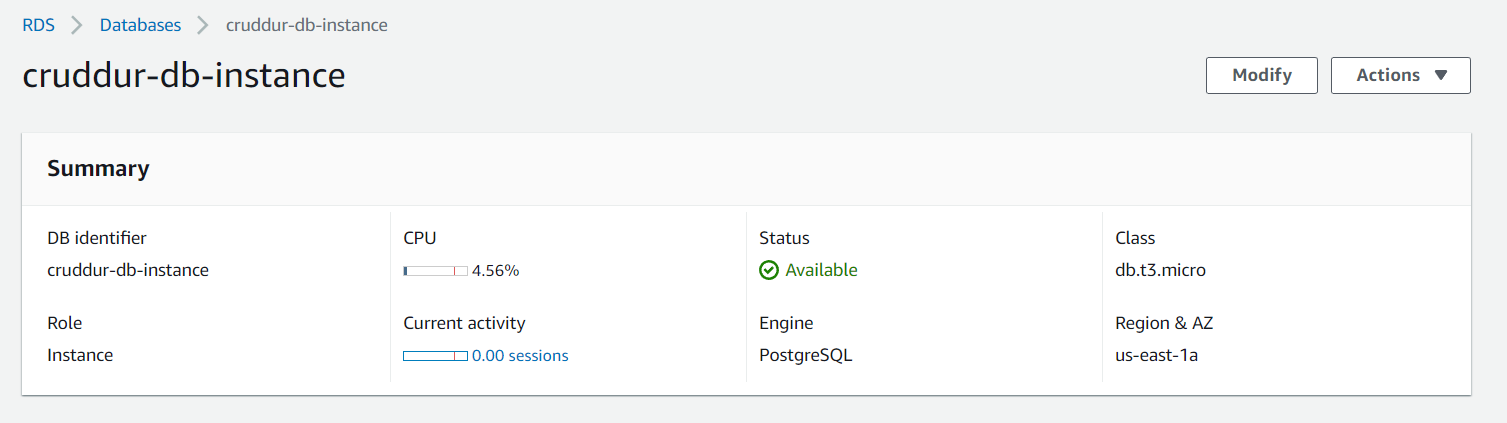 RDS > Databases > cruddur-db-instance
cruddur-db-instance
Modify
Actions
Summary
DB identifier
cruddur-db-instance
CPU
4.56%
Status
Available
Class
db.t3.micro
Role
Instance
Current activity
0.00 sessions
Engine
PostgreSQL
Region & AZ
us-east-1a